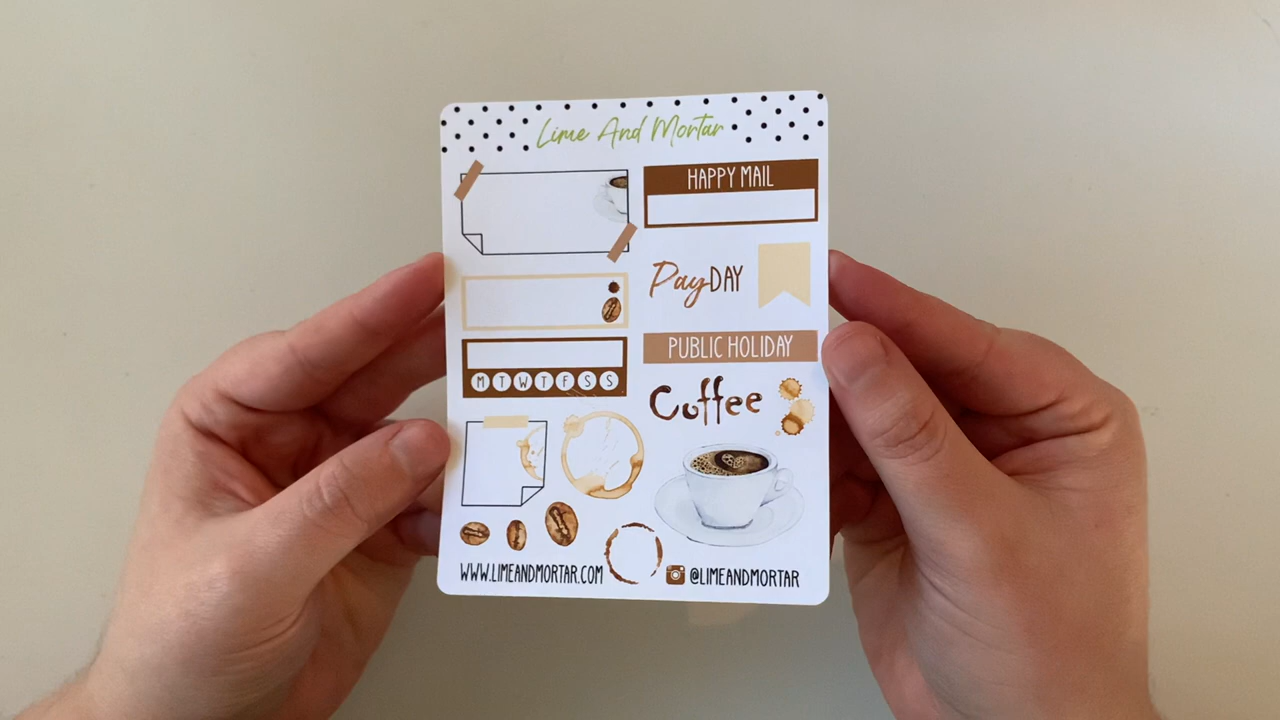 Lime And Mortar
HAPPY MAIL
PayDAY
PUBLIC HOLIDAY
M T W T F S S
Coffee
WWW.LIMEANDMORTAR.COM
@LIMEANDMORTAR